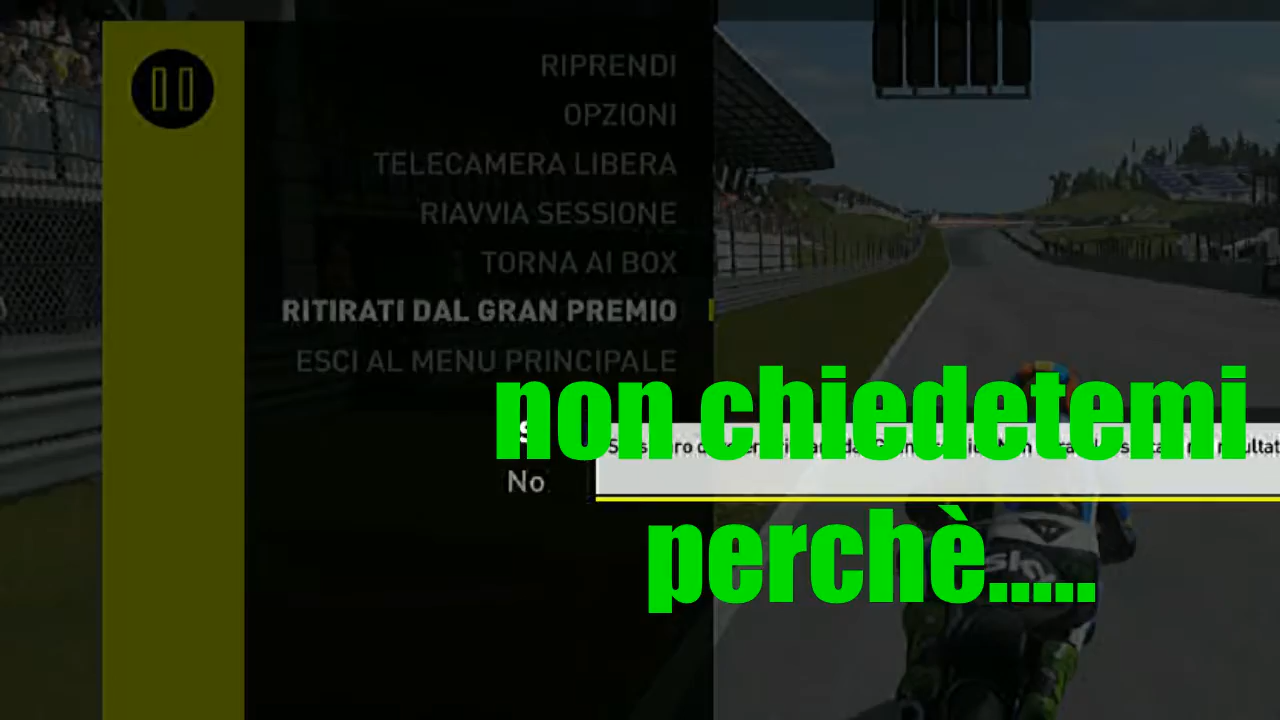 RIPRENDI
OPZIONI
TELECAMERA LIBERA
RIAVVIA SESSIONE
TORNA AI BOX
RITIRATI DAL GRAN PREMIO
ESCI AL MENU PRINCIPALE
non chiedetemi
No
perchè.....
sky